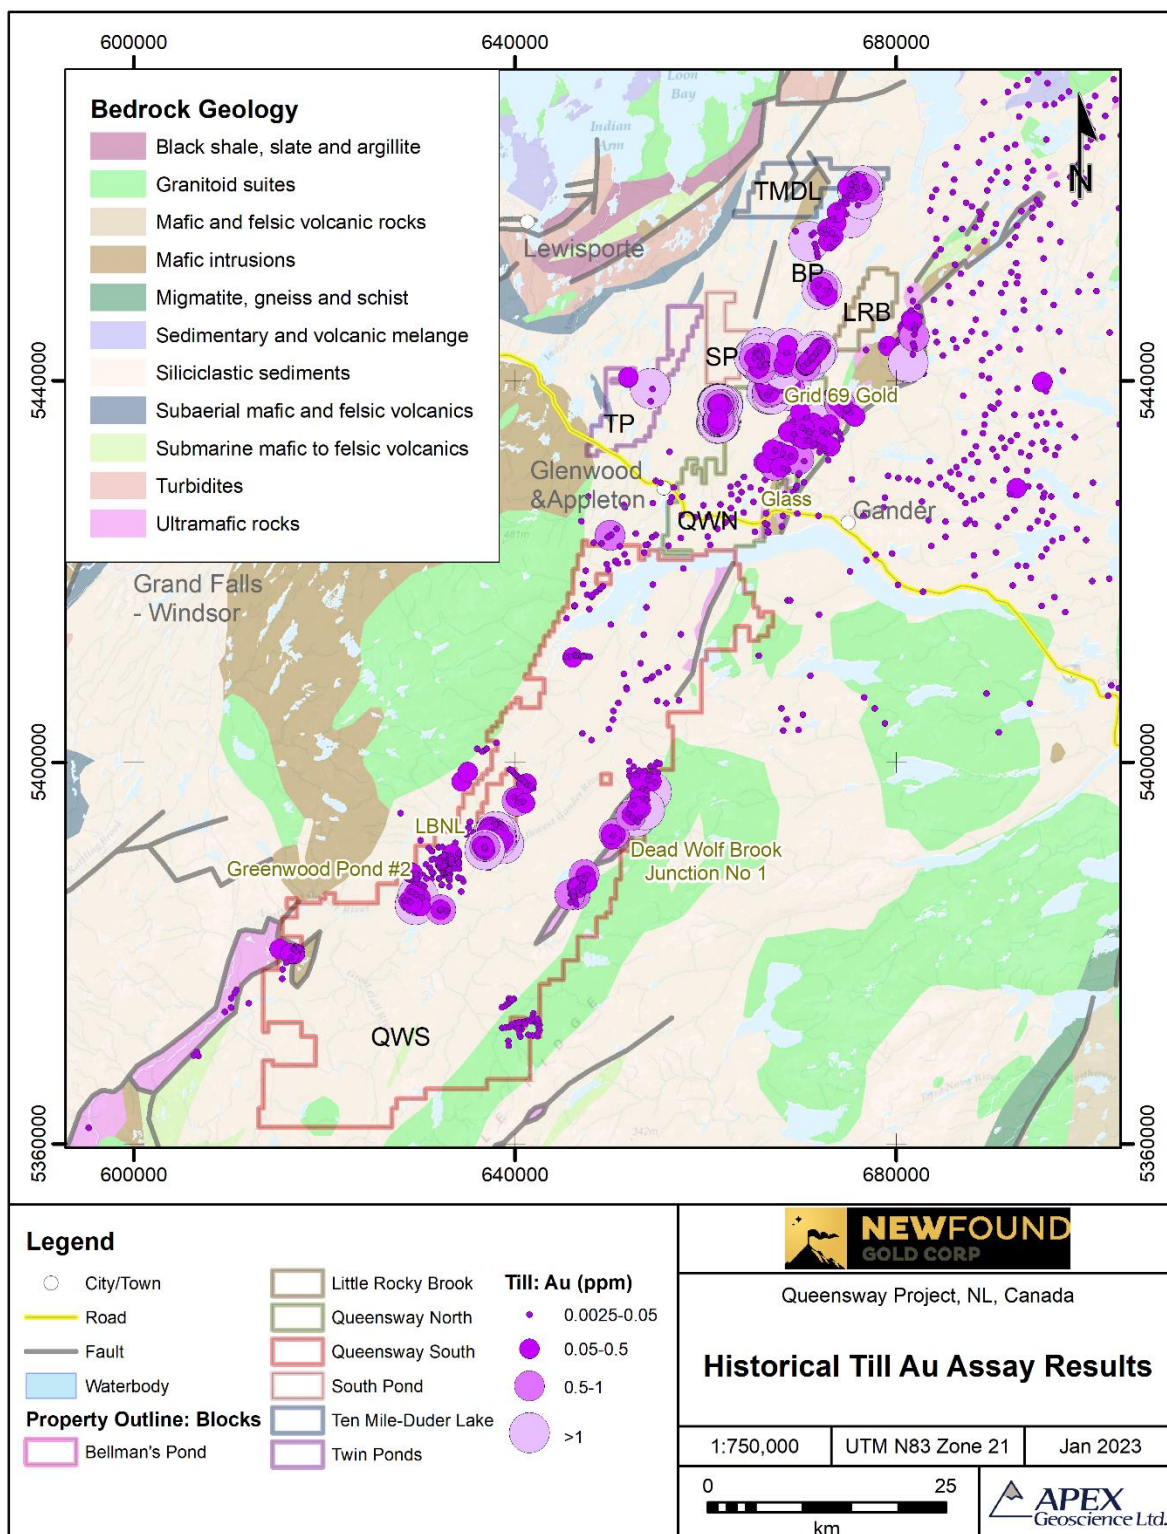 600000
640000
680000
Bedrock Geology
Black shale, slate and argillite
Granitoid suites
Mafic and felsic volcanic rocks
Mafic intrusions
Migmatite, gneiss and schist
Sedimentary and volcanic melange
Siliciclastic sediments
Subaerial mafic and felsic volcanics
Submarine mafic to felsic volcanics
Turbidites
Ultramafic rocks
Loon
Bay
Indian
Arm
N
TMDL
Lewisporte
BP
LRB
SP
5440000
5440000
Grid 69 Gold
TP
Glenwood
&Appleton
Glass
QWN
Gander
481m
Grand Falls
- Windsor
5400000
5400000
LBNL
Greenwood Pond #2
Dead Wolf Brook
Junction No 1
QWS
342m
5360000
5360000
600000
640000
680000
Legend
City/Town
Road
Fault
Waterbody
Property Outline: Blocks
Bellman's Pond
Little Rocky Brook
Queensway North
Queensway South
South Pond
Ten Mile-Duder Lake
Twin Ponds
Till: Au (ppm)
0.0025-0.05
0.05-0.5
0.5-1
>1
NEWFOUND
GOLD CORP
Queensway Project, NL, Canada
Historical Till Au Assay Results
1:750,000
UTM N83 Zone 21
Jan 2023
0
25
km
APEX
Geoscience Ltd.